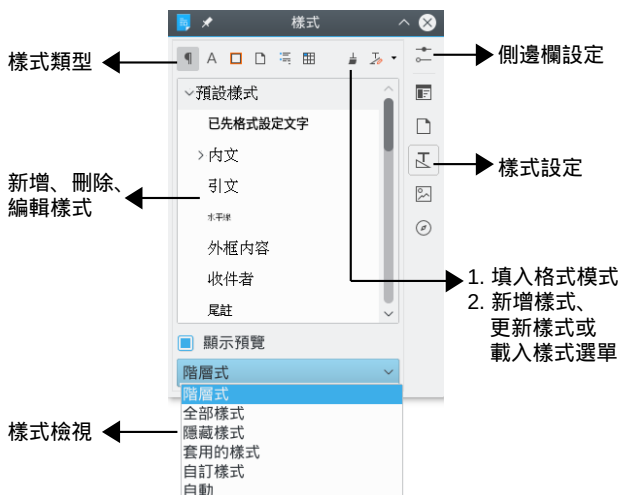 樣式
樣式類型
側邊欄設定
預設樣式
已先格式設定文字
內文
引文
水平線
外框內容
收件者
尾註
新增、刪除、
編輯樣式
樣式設定
1. 填入格式模式
2. 新增樣式、
更新樣式或
載入樣式選單
顯示預覽
階層式
階層式
全部樣式
隱藏樣式
套用的樣式
自訂樣式
自動
樣式檢視